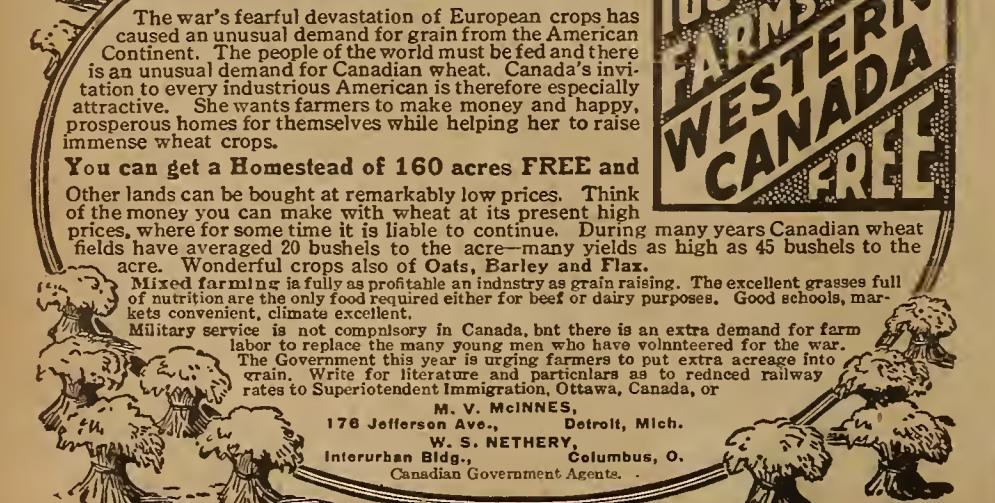 The war's fearful devastation of European crops has
caused an unusual demand for grain from the American
Continent. The people of the world must be fed and there
is an unusual demand for Canadian wheat. Canada's invi-
tation to every industrious American is therefore especially
attractive. She wants farmers to make money and happy,
prosperous homes for themselves while helping her to raise
immense wheat crops.
You can get a Homestead of 160 acres FREE and
Other lands can be bought at remarkably low prices. Think
of the money you can make with wheat at its present high
prices, where for some time it is liable to continue. During many years Canadian wheat
fields have averaged 20 bushels to the acre—many yields as high as 45 bushels to the
acre. Wonderful crops also of Oats, Barley and Flax.
Mixed farming is fully as profitable an indnstry as grain raising. The excellent grasses full
of nutrition are the only food required either for beef or dairy purposes. Good schools, mar-
kets convenient, climate excellent.
Military service is not compnlsory in Canada, bnt there is an extra demand for farm
labor to replace the many young men who have volnnteered for the war.
The Government this year is urging farmers to put extra acreage into
grain. Write for literature and particnlars as to rednced railway
rates to Superiotendent Immigration, Ottawa, Canada, or
M. V. McINNES,
176 Jefferson Ave., Detroit, Mich.
W. S. NETHERY,
Interurban Bldg., Columbus, O.
Canadian Government Agents.
FARMS
WESTERN
CANADA
FREE